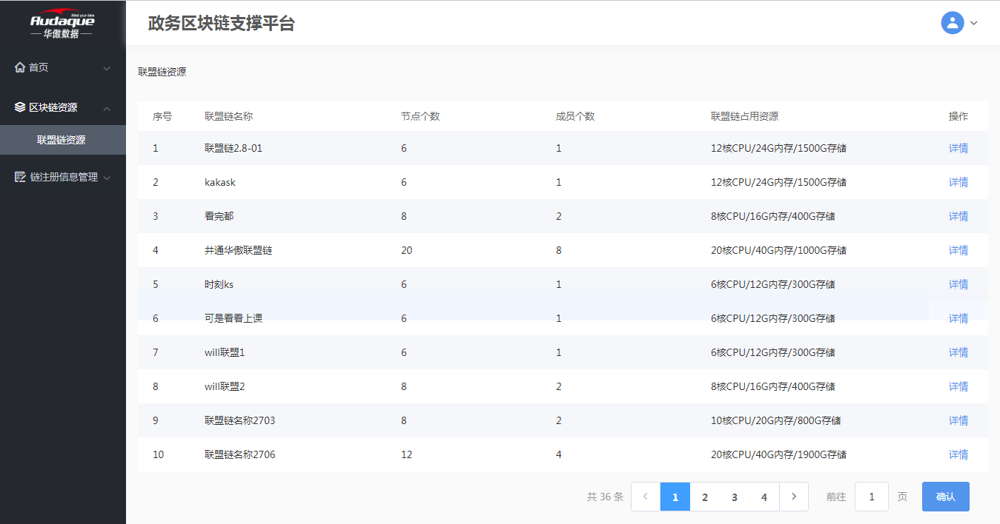 Mind your data
Audaque
华傲数据
政务区块链支撑平台
首页
区块链资源
联盟链资源
链注册信息管理
联盟链资源
序号 联盟链名称 节点个数 成员个数 联盟链占用资源 操作
1 联盟链2.8-01 6 1 12核CPU/24G内存/1500G存储 详情
2 kakask 6 1 12核CPU/24G内存/1500G存储 详情
3 看完都 8 2 8核CPU/16G内存/400G存储 详情
4 井通华傲联盟链 20 8 20核CPU/40G内存/1000G存储 详情
5 时刻ks 6 1 6核CPU/12G内存/300G存储 详情
6 可是看看上课 6 1 6核CPU/12G内存/300G存储 详情
7 will联盟1 6 1 6核CPU/12G内存/300G存储 详情
8 will联盟2 8 2 8核CPU/16G内存/400G存储 详情
9 联盟链名称2703 8 2 10核CPU/20G内存/800G存储 详情
10 联盟链名称2706 12 4 20核CPU/40G内存/1900G存储 详情
共 36 条 < 1 2 3 4 > 前往 1 页 确认